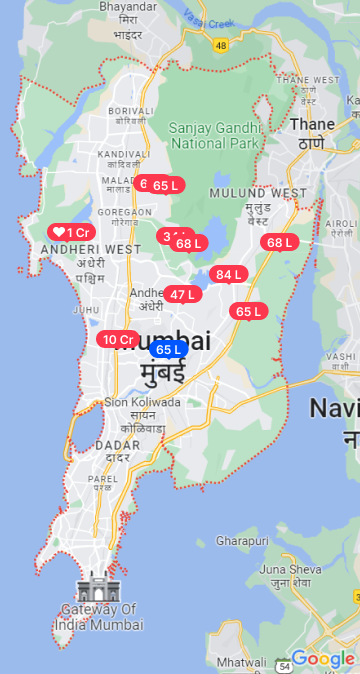 Bhayandar
मिरा
भाइंदर
Vasai Creek
48
THANE WEST
ठाणे
वेस्ट
BORIVALI
बोरिवली
Sanjay Gandhi
National Park
Thane
ठाणे
KANDIVALI
कांदिवली
65 L
MALAD
मालाड
MULUND WEST
मुलुंड
वेस्ट
GOREGAON
गोरेगाव
AIROLI
ऐरोली
1 Cr
68 L
68 L
ANDHERI WEST
अंधेरी
पश्चिम
84 L
47 L
अंधेरी
JUHU
65 L
10 Cr
Mumbai
मुंबई
65 L
VASHI
वाशी
Sion Koliwada
सायन
कोळिवाडा
Navi
DADAR
दादर
PAREL
परळ
Gharapuri
Juna Sheva
जुना शेवा
Gateway Of
India Mumbai
Mhatwali
54
Google